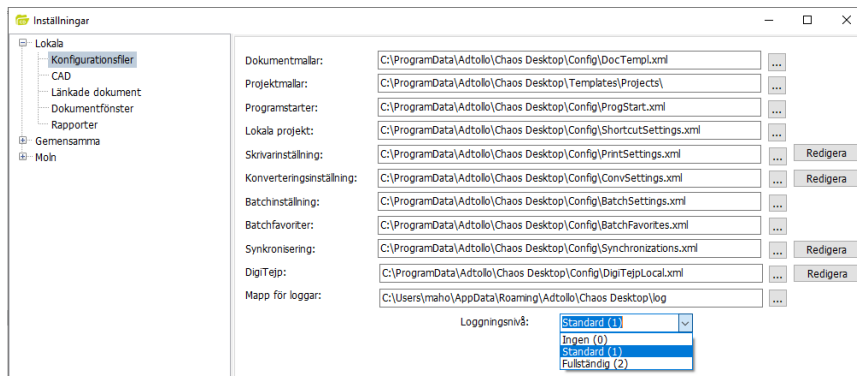 Inställningar
Lokala
Konfigurationsfiler
CAD
Länkade dokument
Dokumentfönster
Rapporter
Gemensamma
Moln
Dokumentmallar: C:\ProgramData\Adtollo\Chaos Desktop\Config\DocTempl.xml ...
Projektmallar: C:\ProgramData\Adtollo\Chaos Desktop\Templates\Projects\ ...
Programstarter: C:\ProgramData\Adtollo\Chaos Desktop\Config\ProgStart.xml ...
Lokala projekt: C:\ProgramData\Adtollo\Chaos Desktop\Config\ShortcutSettings.xml ...
Skrivarinställning: C:\ProgramData\Adtollo\Chaos Desktop\Config\PrintSettings.xml ... Redigera
Konverteringsinställning: C:\ProgramData\Adtollo\Chaos Desktop\Config\ConvSettings.xml ... Redigera
Batchinställning: C:\ProgramData\Adtollo\Chaos Desktop\Config\BatchSettings.xml ...
Batchfavoriter: C:\ProgramData\Adtollo\Chaos Desktop\Config\BatchFavorites.xml ...
Synkronisering: C:\ProgramData\Adtollo\Chaos Desktop\Config\Synchronizations.xml ... Redigera
DigiTejp: C:\ProgramData\Adtollo\Chaos Desktop\Config\DigiTejpLocal.xml ... Redigera
Mapp för loggar: C:\Users\maho\AppData\Roaming\Adtollo\Chaos Desktop\log ...
Loggningsnivå: Standard (1)
Ingen (0)
Standard (1)
Fullständig (2)